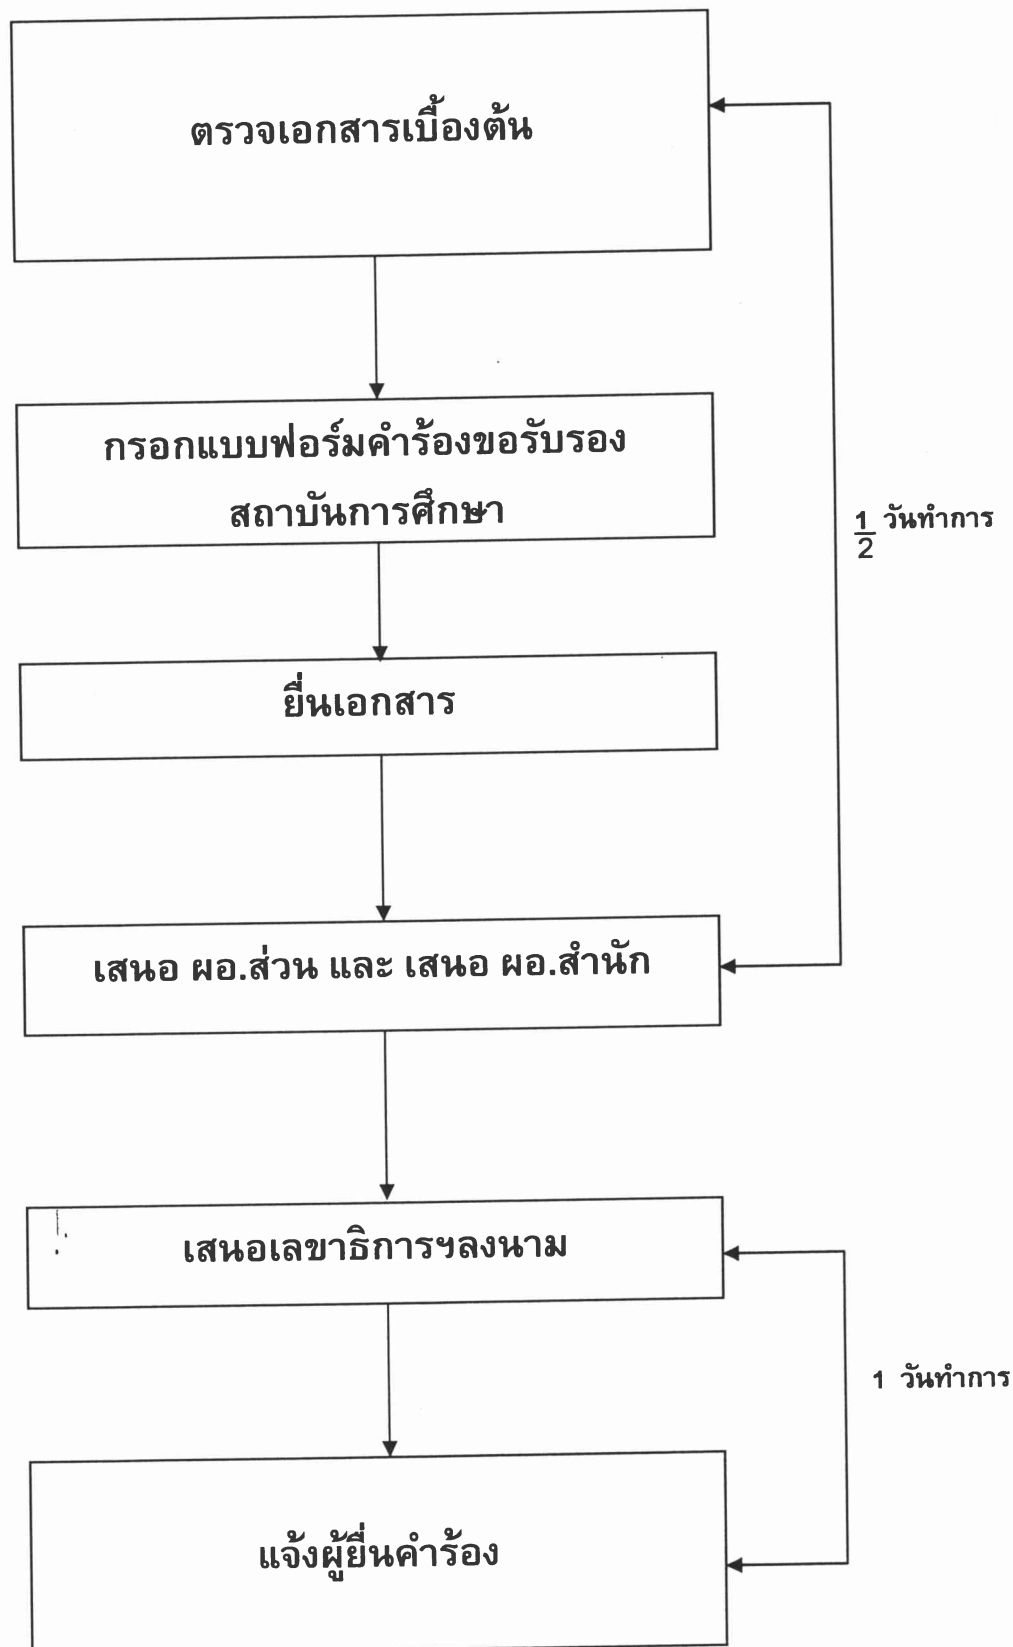 ตรวจเอกสารเบื้องต้น
กรอกแบบฟอร์มคำร้องขอรับรอง
สถาบันการศึกษา
1/2 วันทำการ
ยื่นเอกสาร
เสนอ ผอ.ส่วน และ เสนอ ผอ.สำนัก
เสนอเลขาธิการฯลงนาม
1 วันทำการ
แจ้งผู้ยื่นคำร้อง